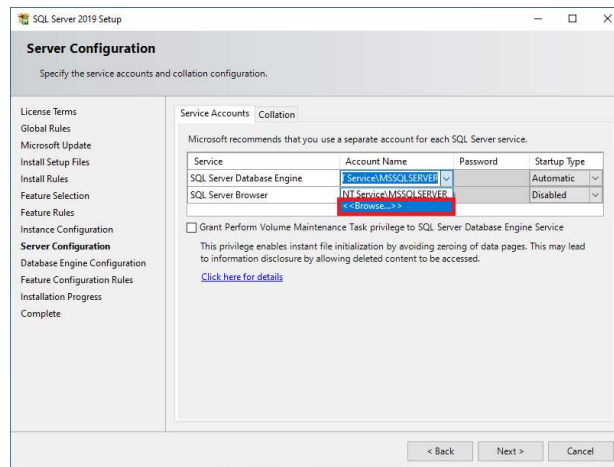 SQL Server 2019 Setup
Server Configuration
Specify the service accounts and collation configuration.
License Terms
Global Rules
Microsoft Update
Install Setup Files
Install Rules
Feature Selection
Feature Rules
Instance Configuration
Server Configuration
Database Engine Configuration
Feature Configuration Rules
Installation Progress
Complete
Service Accounts Collation
Microsoft recommends that you use a separate account for each SQL Server service.
Service Account Name Password Startup Type
SQL Server Database Engine T Service\MSSQLSERVER Automatic
SQL Server Browser NT Service\MSSQLSERVER Disabled
<<Browse...>>
Grant Perform Volume Maintenance Task privilege to SQL Server Database Engine Service
This privilege enables instant file initialization by avoiding zeroing of data pages. This may lead
to information disclosure by allowing deleted content to be accessed.
Click here for details
< Back Next > Cancel